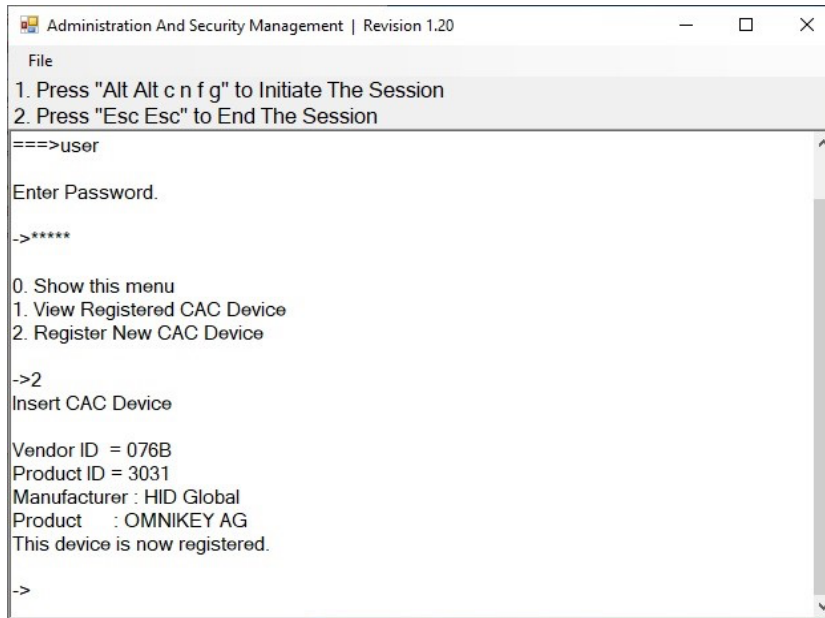 Administration And Security Management | Revision 1.20
File
1. Press "Alt Alt c n f g" to Initiate The Session
2. Press "Esc Esc" to End The Session
===>user
Enter Password.
->*****
0. Show this menu
1. View Registered CAC Device
2. Register New CAC Device
->2
Insert CAC Device
Vendor ID  = 076B
Product ID = 3031
Manufacturer : HID Global
Product      : OMNIKEY AG
This device is now registered.
->